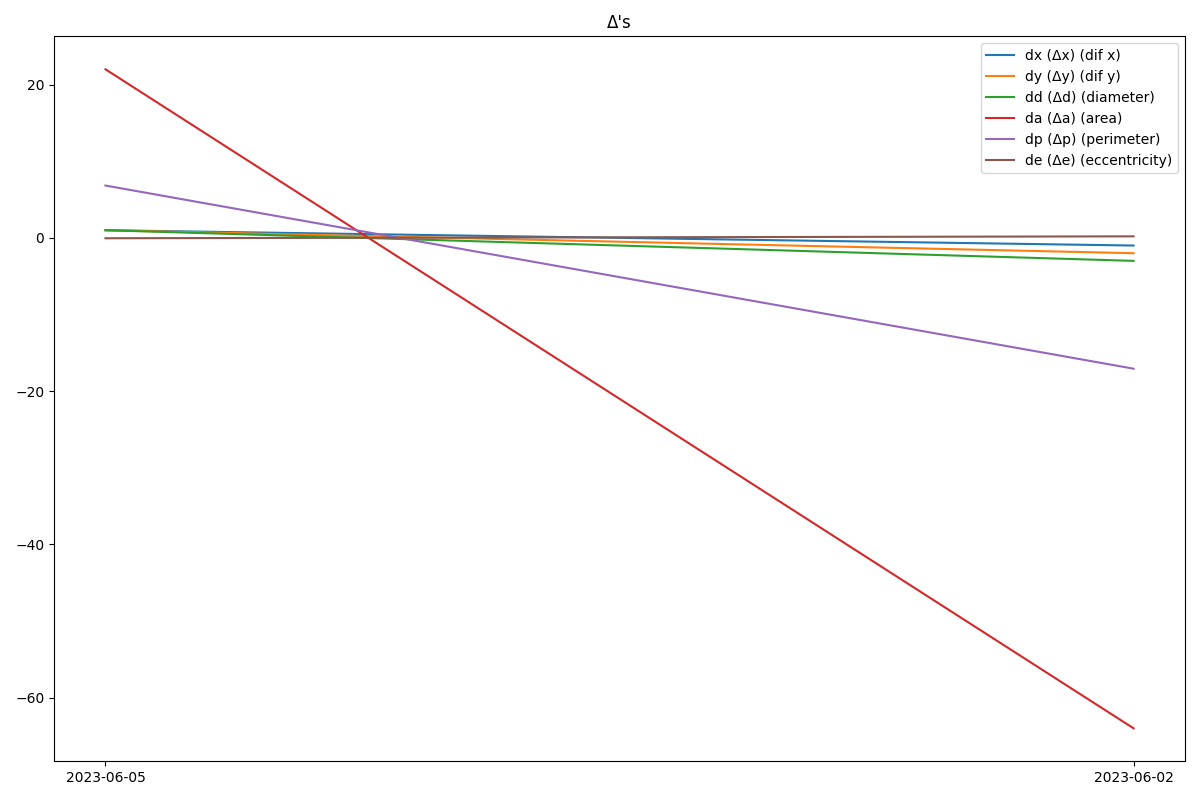 Δ's
dx (Δx) (dif x)
dy (Δy) (dif y)
dd (Δd) (diameter)
da (Δa) (area)
dp (Δp) (perimeter)
de (Δe) (eccentricity)
20
0
−20
−40
−60
2023-06-05
2023-06-02